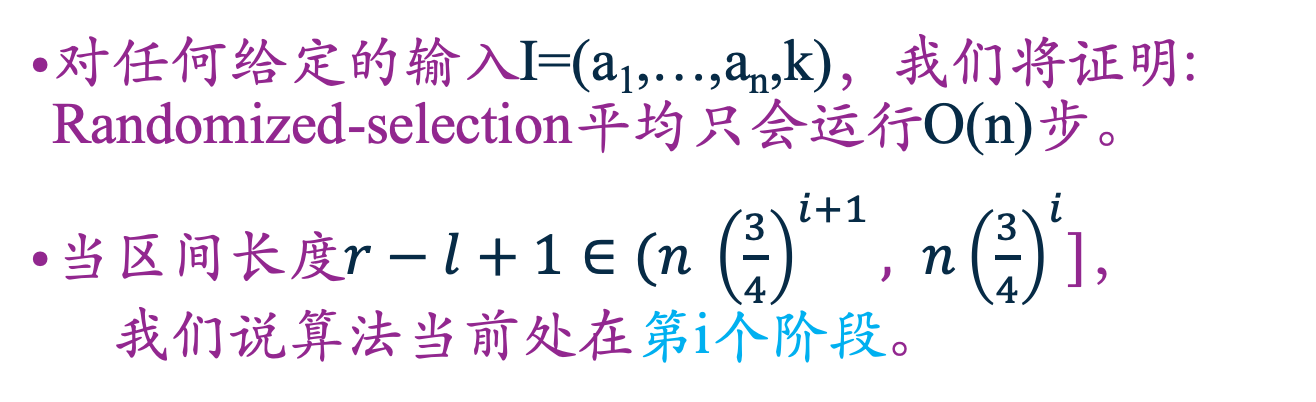 •对任何给定的输入I=(a₁,…,aₙ,k)，我们将证明:
Randomized-selection平均只会运行O(n)步。
•当区间长度r − l + 1 ∈ (n (3/4)^{i+1} , n (3/4)^i ],
我们说算法当前处在第i个阶段。